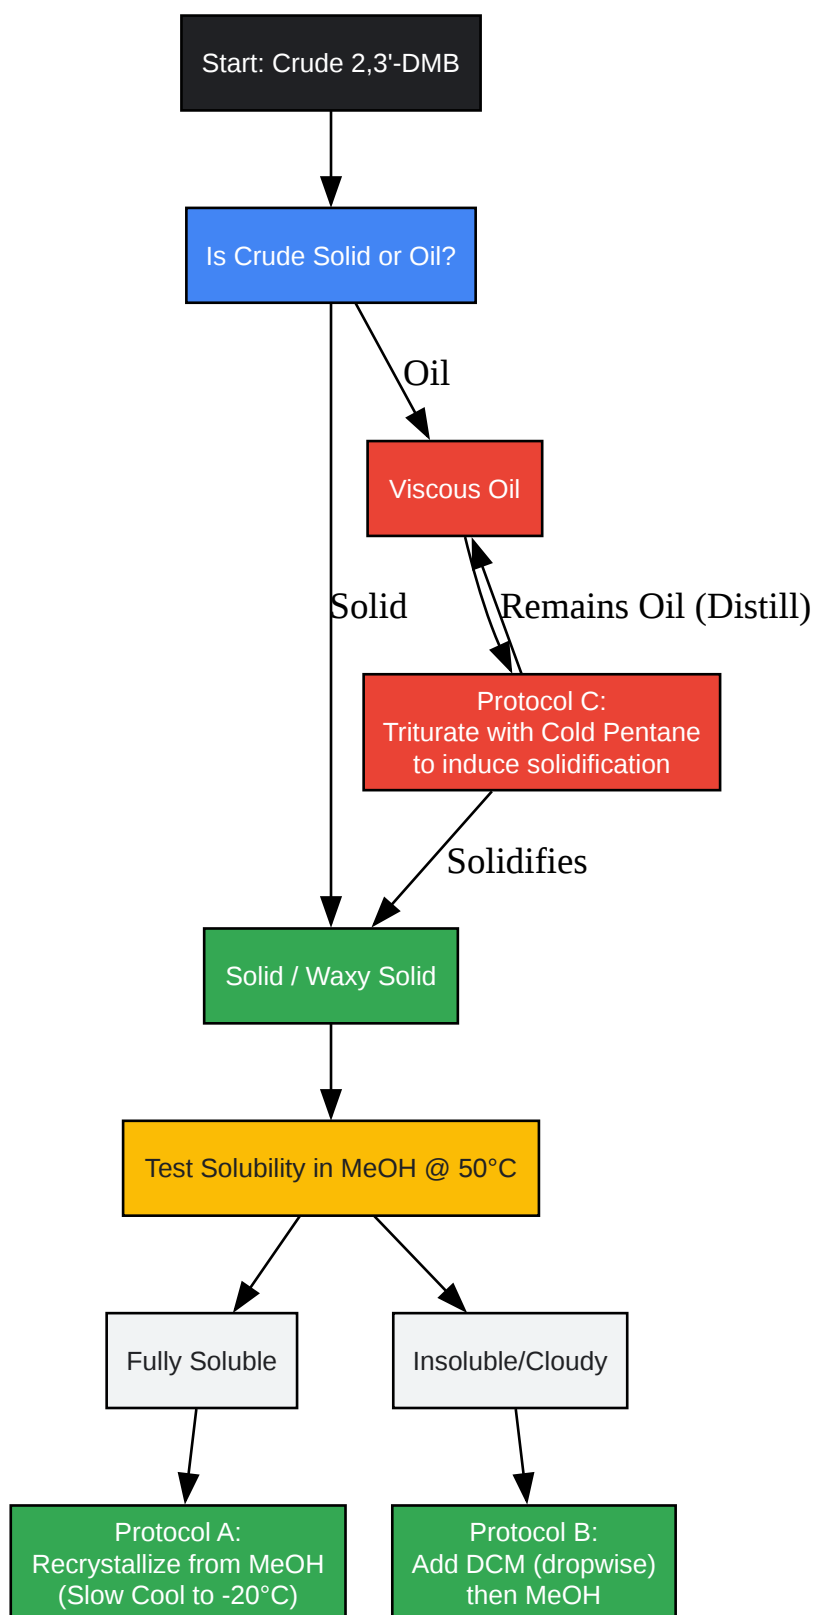 Start: Crude 2,3'-DMB
Is Crude Solid or Oil?
Oil
Viscous Oil
Solid
Remains Oil (Distill)
Protocol C:
Triturate with Cold Pentane
to induce solidification
Solidifies
Solid / Waxy Solid
Test Solubility in MeOH @ 50°C
Fully Soluble
Insoluble/Cloudy
Protocol A:
Recrystallize from MeOH
(Slow Cool to -20°C)
Protocol B:
Add DCM (dropwise)
then MeOH